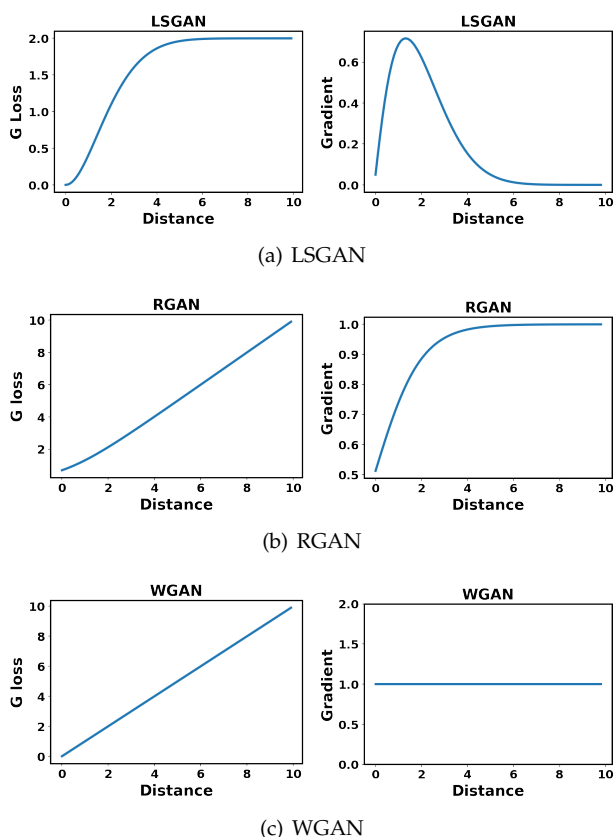 LSGAN
G Loss
2.0
1.5
1.0
0.5
0.0
0 2 4 6 8 10
Distance
LSGAN
Gradient
0.6
0.4
0.2
0.0
0 2 4 6 8 10
Distance
(a) LSGAN
RGAN
G loss
10
8
6
4
2
0 2 4 6 8 10
Distance
RGAN
Gradient
1.0
0.9
0.8
0.7
0.6
0.5
0 2 4 6 8 10
Distance
(b) RGAN
WGAN
G loss
10
8
6
4
2
0
0 2 4 6 8 10
Distance
WGAN
Gradient
2.0
1.5
1.0
0.5
0.0
0 2 4 6 8 10
Distance
(c) WGAN